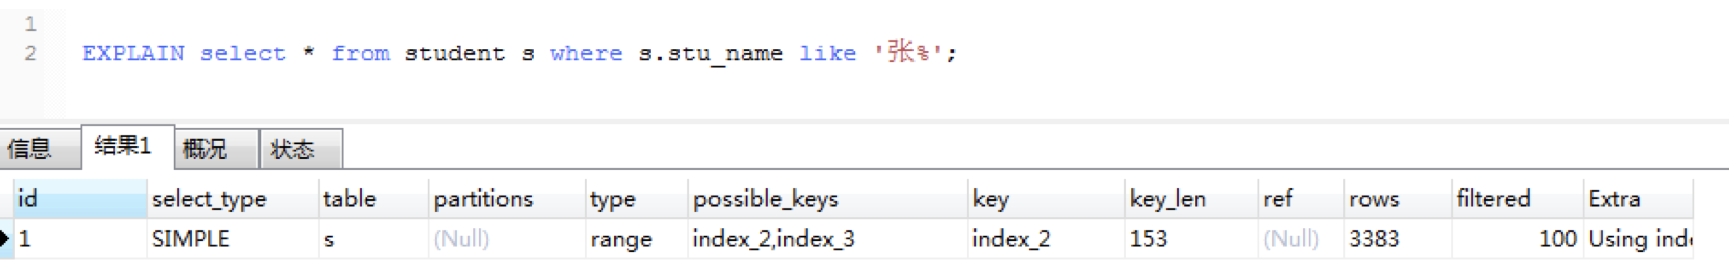 1
2 EXPLAIN select * from student s where s.stu_name like '张%';
信息 结果1 概况 状态
id select_type table partitions type possible_keys key key_len ref rows filtered Extra
1 SIMPLE s (Null) range index_2,index_3 index_2 153 (Null) 3383 100 Using